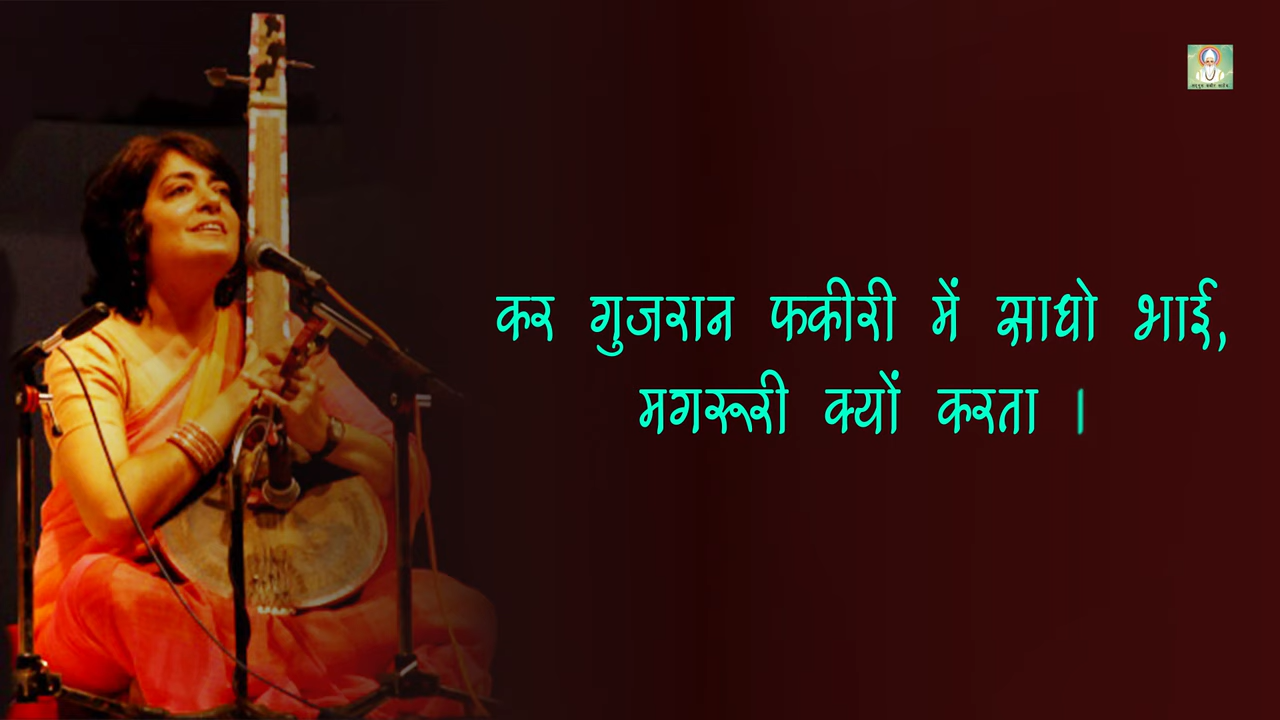 कर गुजरान फकीरी में साधो भाई,
मगरूरी क्यों करता ।